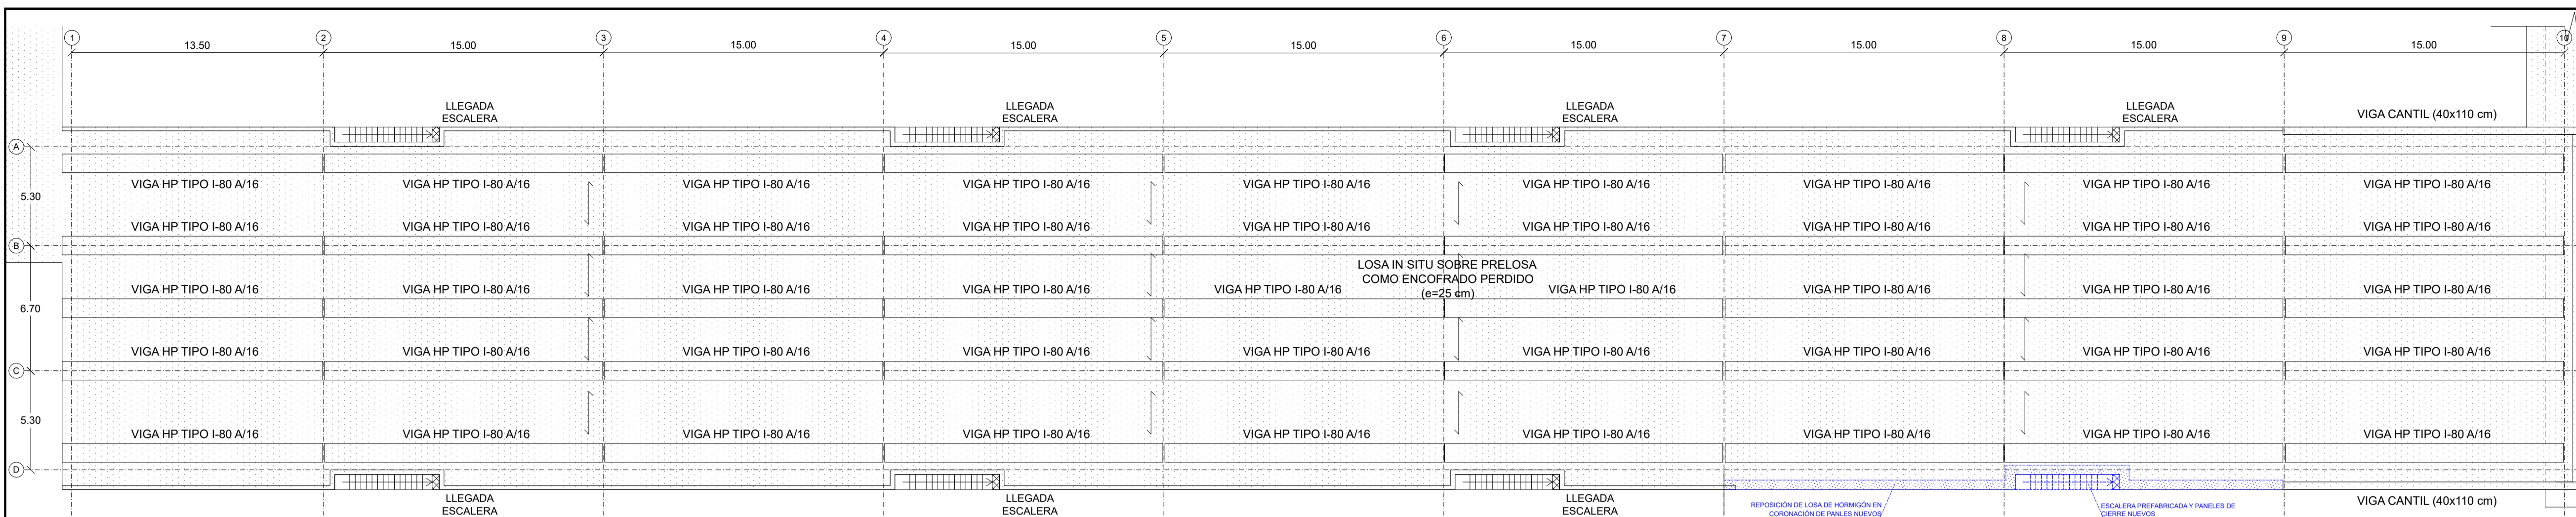 1 2 3 4 5 6 7 8 9 10
13.50 15.00 15.00 15.00 15.00 15.00 15.00 15.00 15.00
LLEGADA
ESCALERA
LLEGADA
ESCALERA
LLEGADA
ESCALERA
LLEGADA
ESCALERA
VIGA CANTIL (40x110 cm)
A
VIGA HP TIPO I-80 A/16 VIGA HP TIPO I-80 A/16 VIGA HP TIPO I-80 A/16 VIGA HP TIPO I-80 A/16 VIGA HP TIPO I-80 A/16 VIGA HP TIPO I-80 A/16 VIGA HP TIPO I-80 A/16 VIGA HP TIPO I-80 A/16 VIGA HP TIPO I-80 A/16
5.30
VIGA HP TIPO I-80 A/16 VIGA HP TIPO I-80 A/16 VIGA HP TIPO I-80 A/16 VIGA HP TIPO I-80 A/16 VIGA HP TIPO I-80 A/16 VIGA HP TIPO I-80 A/16 VIGA HP TIPO I-80 A/16 VIGA HP TIPO I-80 A/16 VIGA HP TIPO I-80 A/16
B
LOSA IN SITU SOBRE PRELOSA
COMO ENCOFRADO PERDIDO
(e=25 cm)
VIGA HP TIPO I-80 A/16 VIGA HP TIPO I-80 A/16 VIGA HP TIPO I-80 A/16 VIGA HP TIPO I-80 A/16 VIGA HP TIPO I-80 A/16 VIGA HP TIPO I-80 A/16 VIGA HP TIPO I-80 A/16 VIGA HP TIPO I-80 A/16 VIGA HP TIPO I-80 A/16
6.70
VIGA HP TIPO I-80 A/16 VIGA HP TIPO I-80 A/16 VIGA HP TIPO I-80 A/16 VIGA HP TIPO I-80 A/16 VIGA HP TIPO I-80 A/16 VIGA HP TIPO I-80 A/16 VIGA HP TIPO I-80 A/16 VIGA HP TIPO I-80 A/16 VIGA HP TIPO I-80 A/16
C
5.30
VIGA HP TIPO I-80 A/16 VIGA HP TIPO I-80 A/16 VIGA HP TIPO I-80 A/16 VIGA HP TIPO I-80 A/16 VIGA HP TIPO I-80 A/16 VIGA HP TIPO I-80 A/16 VIGA HP TIPO I-80 A/16 VIGA HP TIPO I-80 A/16 VIGA HP TIPO I-80 A/16
D
LLEGADA
ESCALERA
LLEGADA
ESCALERA
LLEGADA
ESCALERA
REPOSICIÓN DE LOSA DE HORMIGÓN EN
CORONACIÓN DE PANLES NUEVOS
ESCALERA PREFABRICADA Y PANELES DE
CIERRE NUEVOS
VIGA CANTIL (40x110 cm)